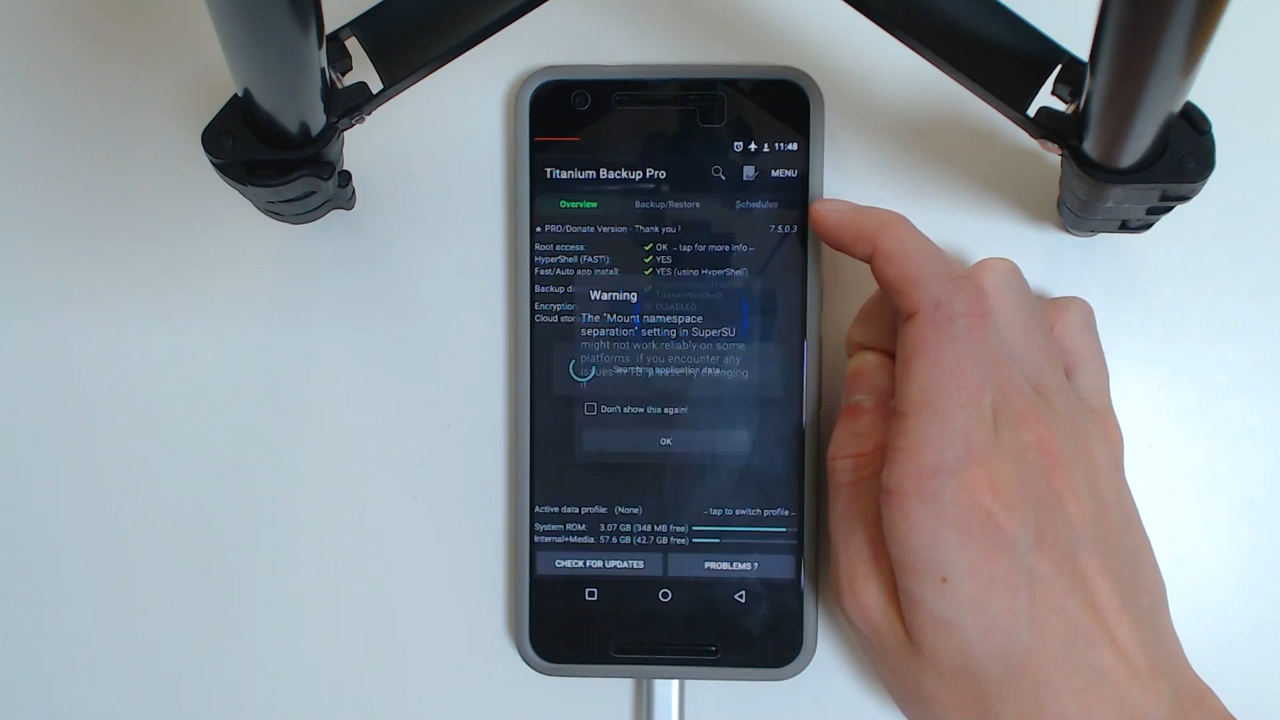 11:48
Titanium Backup Pro
MENU
Overview
Backup/Restore
Schedules
★ PRO/Donate Version - Thank you !
7.5.0.3
Root access:
✓ OK - tap for more info -
HyperShell (FAST!):
✓ YES
Fast/Auto app install:
✓ YES (using HyperShell)
Backup
Encryption
DISABLED
Cloud
Warning
The "Mount namespace
separation" setting in SuperSU
might not work reliably on some
platforms. If you encounter any
issues in TB, please try changing
it
Searching application data
Don't show this again!
OK
Active data profile: (None)
- tap to switch profile -
System ROM: 3.07 GB (348 MB free)
Internal+Media: 57.6 GB (42.7 GB free)
CHECK FOR UPDATES
PROBLEMS ?